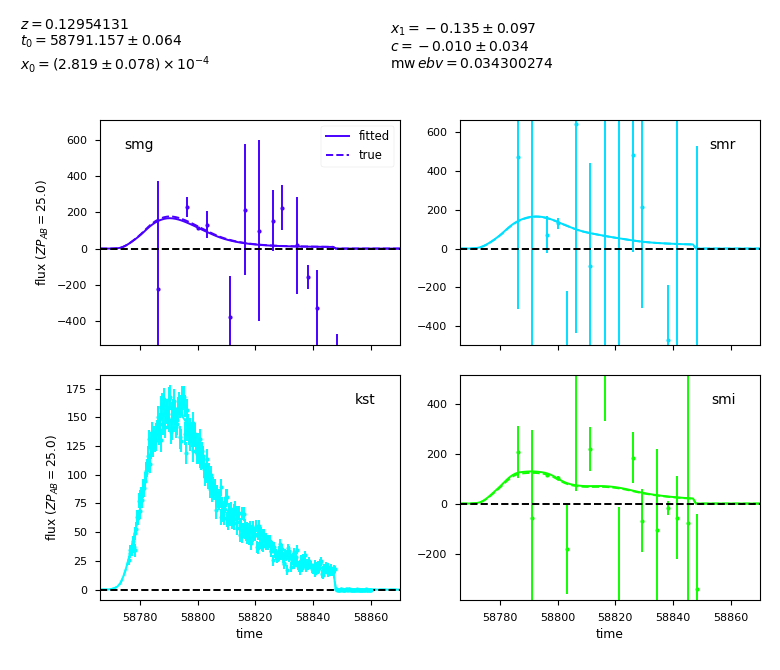 z = 0.12954131
t0 = 58791.157 ± 0.064
x0 = (2.819 ± 0.078) × 10^−4
x1 = −0.135 ± 0.097
c = −0.010 ± 0.034
mw ebv = 0.034300274
smg
fitted
true
600
400
200
0
−200
−400
flux (ZP_AB = 25.0)
smr
600
400
200
0
−200
−400
kst
175
150
125
100
75
50
25
0
flux (ZP_AB = 25.0)
58780 58800 58820 58840 58860
time
smi
400
200
0
−200
58780 58800 58820 58840 58860
time